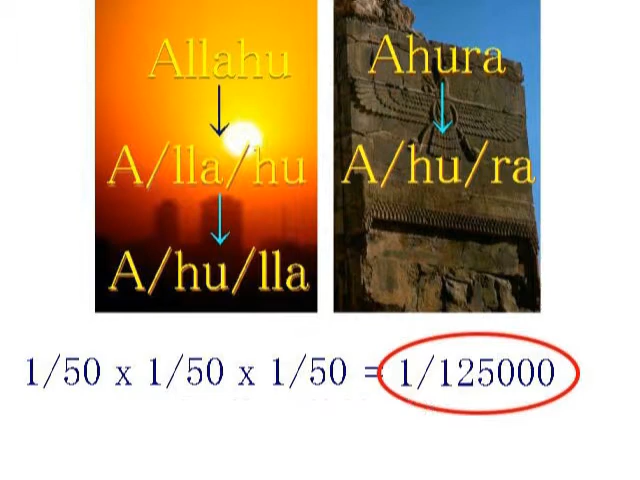 Allahu
A/lla/hu
A/hu/lla
Ahura
A/hu/ra
1/50 x 1/50 x 1/50 = 1/125000